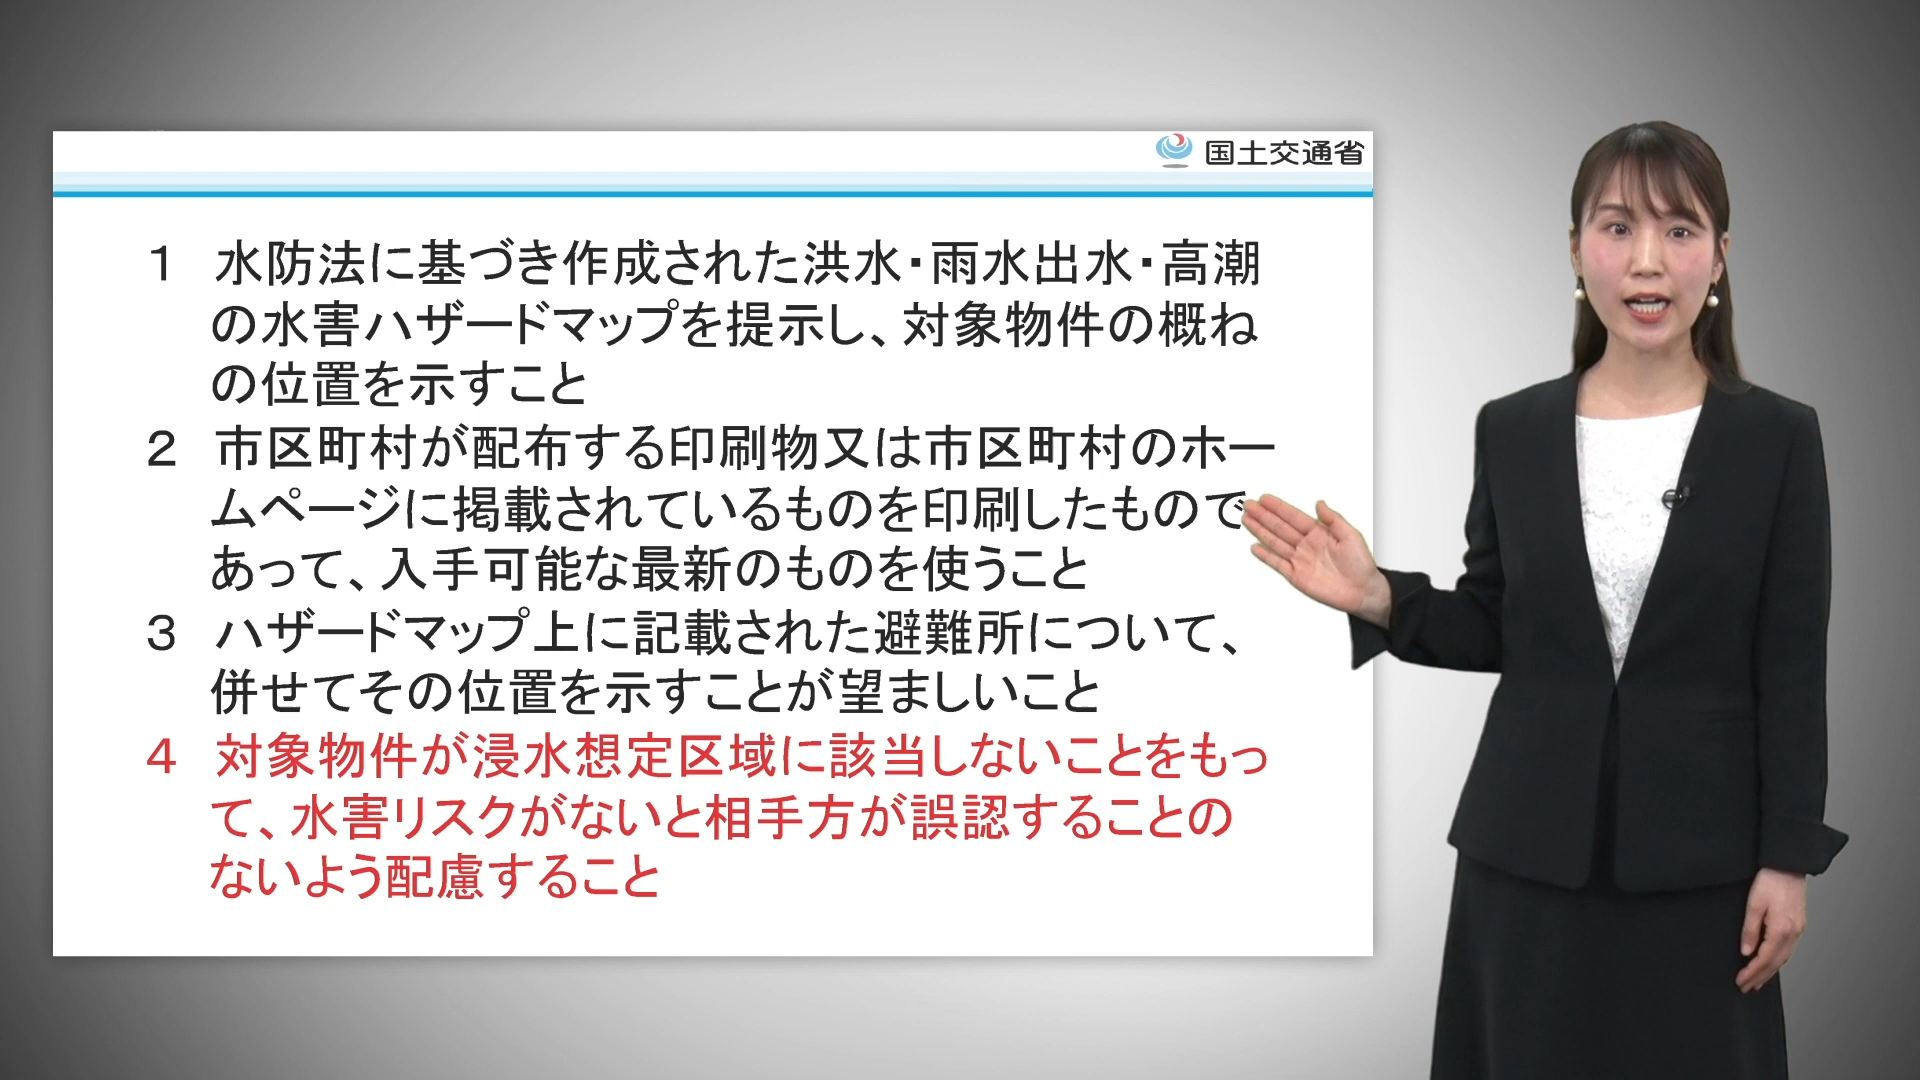 国土交通省
1 水防法に基づき作成された洪水・雨水出水・高潮
の水害ハザードマップを提示し、対象物件の概ね
の位置を示すこと
2 市区町村が配布する印刷物又は市区町村のホー
ムページに掲載されているものを印刷したもので
あって、入手可能な最新のものを使うこと
3 ハザードマップ上に記載された避難所について、
併せてその位置を示すことが望ましいこと
4 対象物件が浸水想定区域に該当しないことをもっ
て、水害リスクがないと相手方が誤認することの
ないよう配慮すること